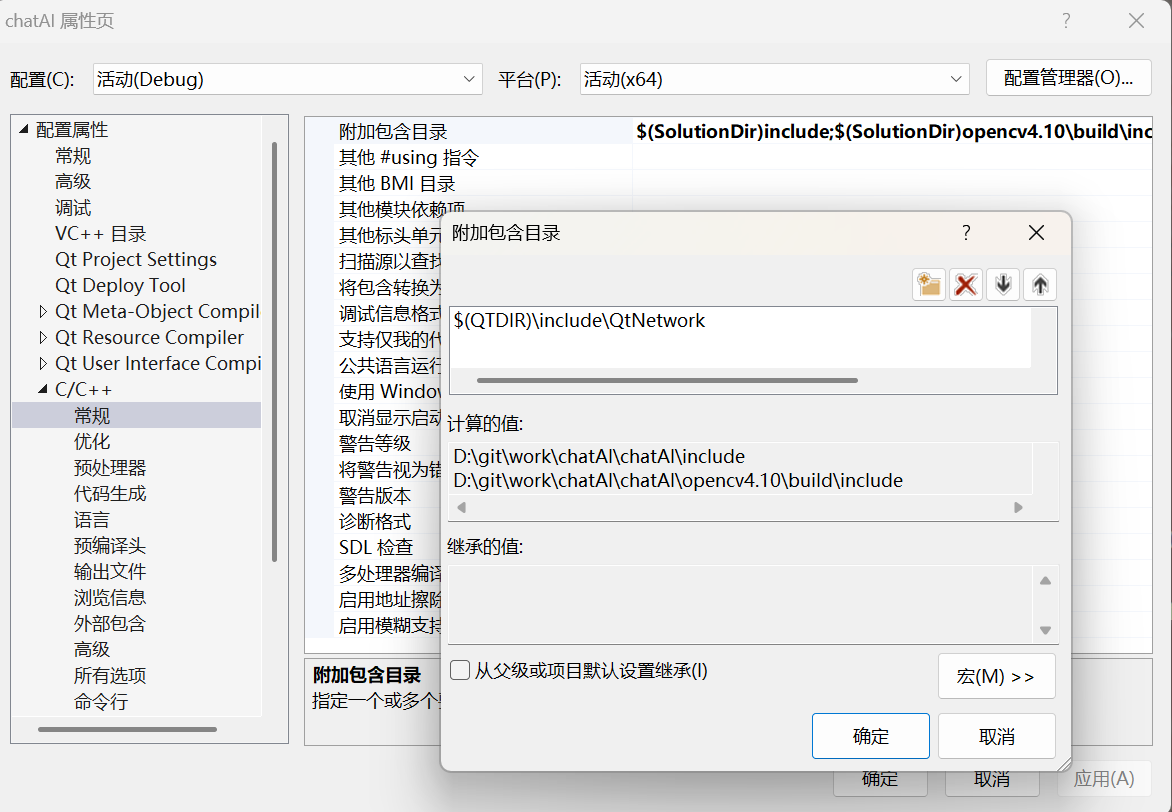 chatAI 属性页
配置(C): 活动(Debug) 平台(P): 活动(x64) 配置管理器(O)...
配置属性
常规
高级
调试
VC++ 目录
Qt Project Settings
Qt Deploy Tool
Qt Meta-Object Compil
Qt Resource Compiler
Qt User Interface Compi
C/C++
常规
优化
预处理器
代码生成
语言
预编译头
输出文件
浏览信息
外部包含
高级
所有选项
命令行
附加包含目录 $(SolutionDir)include;$(SolutionDir)opencv4.10\build\inc
其他 #using 指令
其他 BMI 目录
其他模块依赖项
其他标头单元
扫描源以查找
将包含转换为
调试信息格式
支持仅我的代
公共语言运行
使用 Window
取消显示启动
警告等级
将警告视为错
警告版本
诊断格式
SDL 检查
多处理器编译
启用地址擦除
启用模糊支持
附加包含目录
指定一个或多个
附加包含目录
$(QTDIR)\include\QtNetwork
计算的值:
D:\git\work\chatAI\chatAI\include
D:\git\work\chatAI\chatAI\opencv4.10\build\include
继承的值:
从父级或项目默认设置继承(I)
宏(M) >>
确定 取消
确定 取消 应用(A)